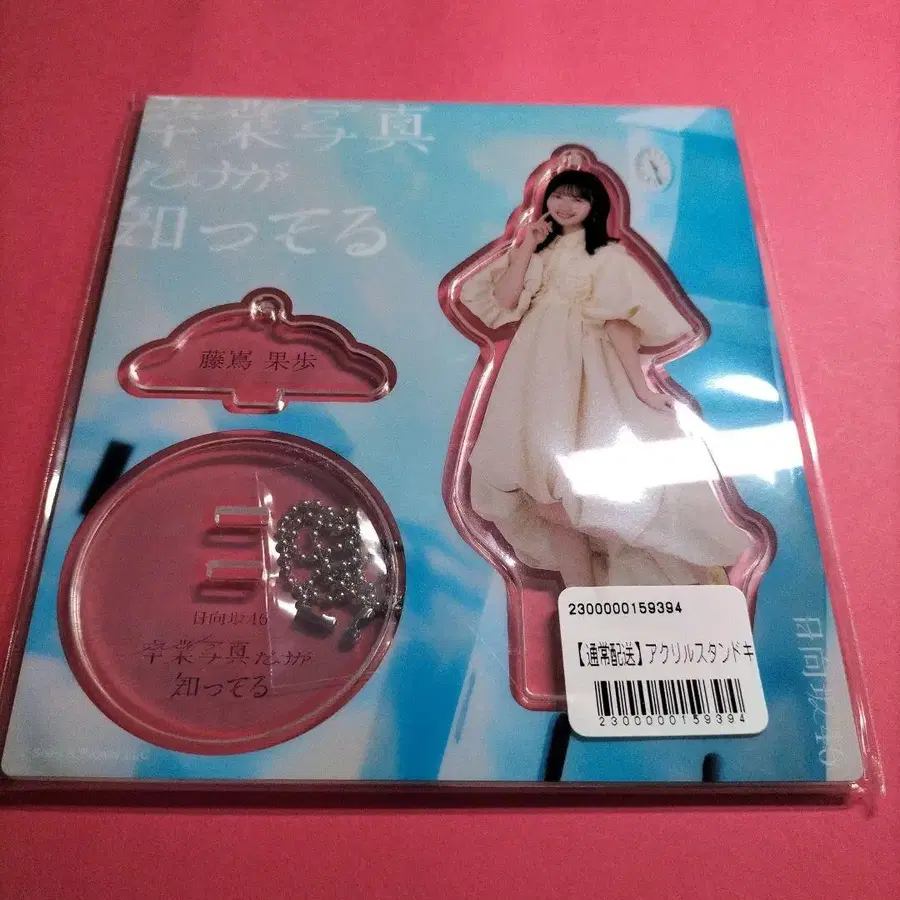 卒業写真
だけが
知ってる
藤嶌 果歩
日向坂46
卒業写真だけが
知ってる
2300000159394
【通常配送】アクリルスタンドキ
2300000159394
日向坂46